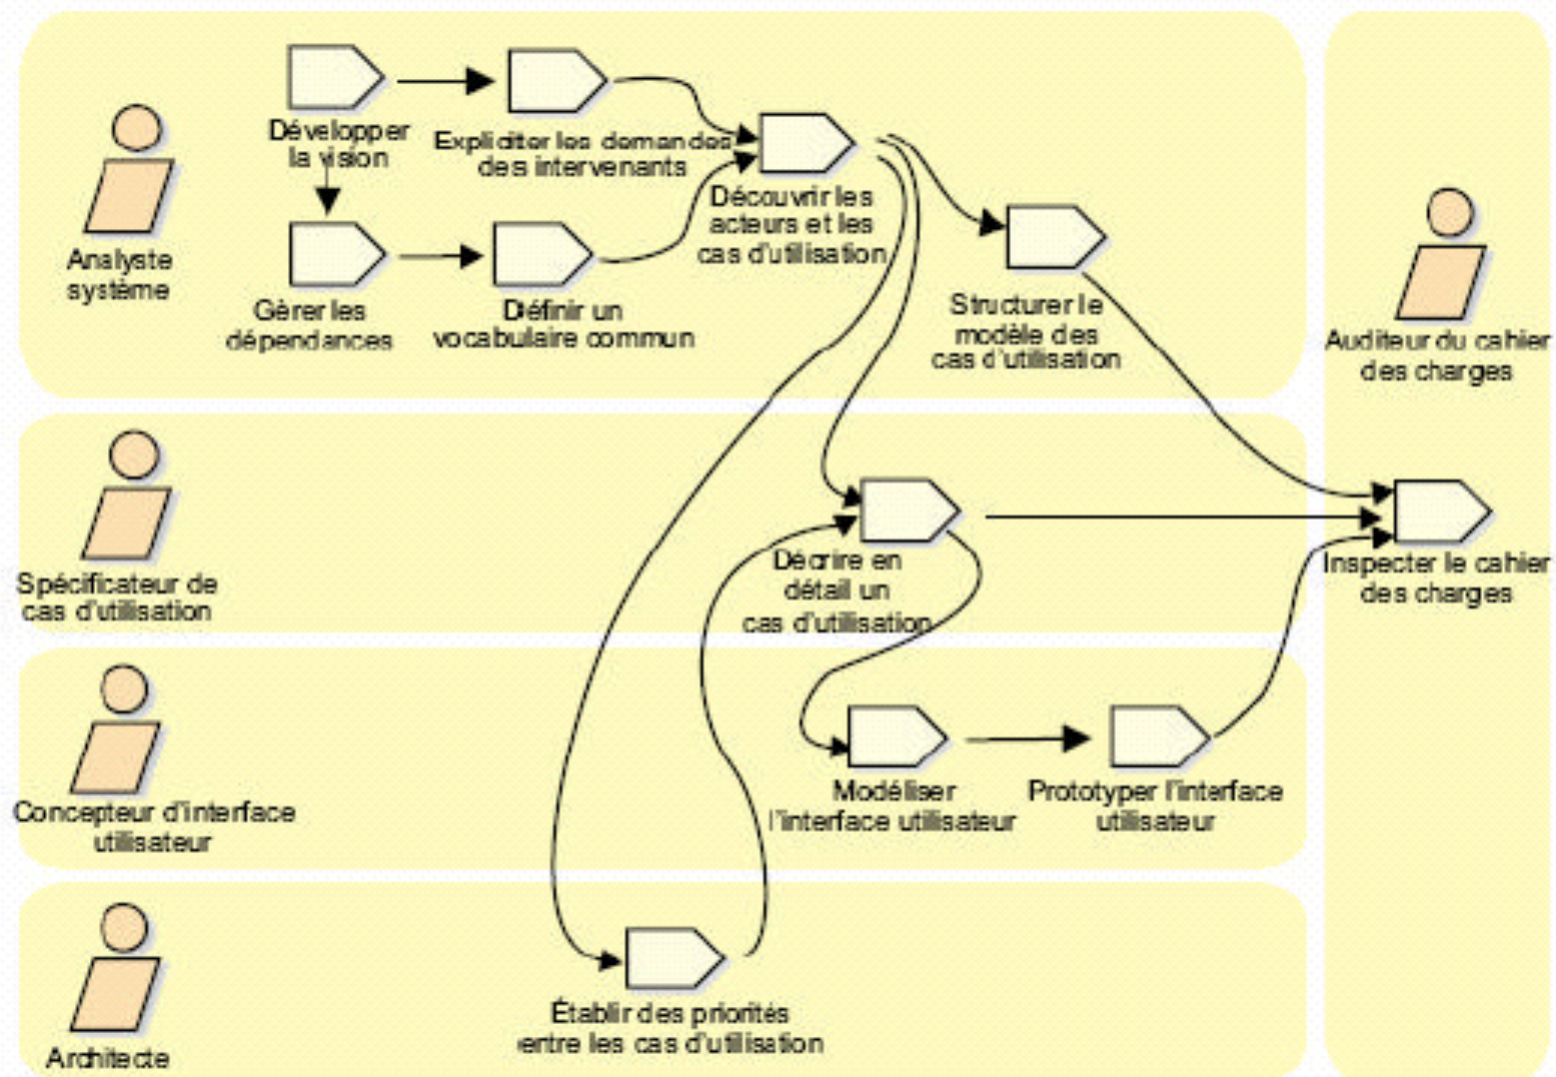 Développer
la vision
Expliciter les demandes
des intervenants
Découvrir les
acteurs et les
cas d'utilisation
Analyste
système
Gèrer les
dépendances
Définir un
vocabulaire commun
Structurer le
modèle des
cas d'utilisation
Auditeur du cahier
des charges
Spécificateur de
cas d'utilisation
Décrire en
détail un
cas d'utilisation
Inspecter le cahier
des charges
Concepteur d'interface
utilisateur
Modéliser
l'interface utilisateur
Prototyper l'interface
utilisateur
Architecte
Établir des priorités
entre les cas d'utilisation